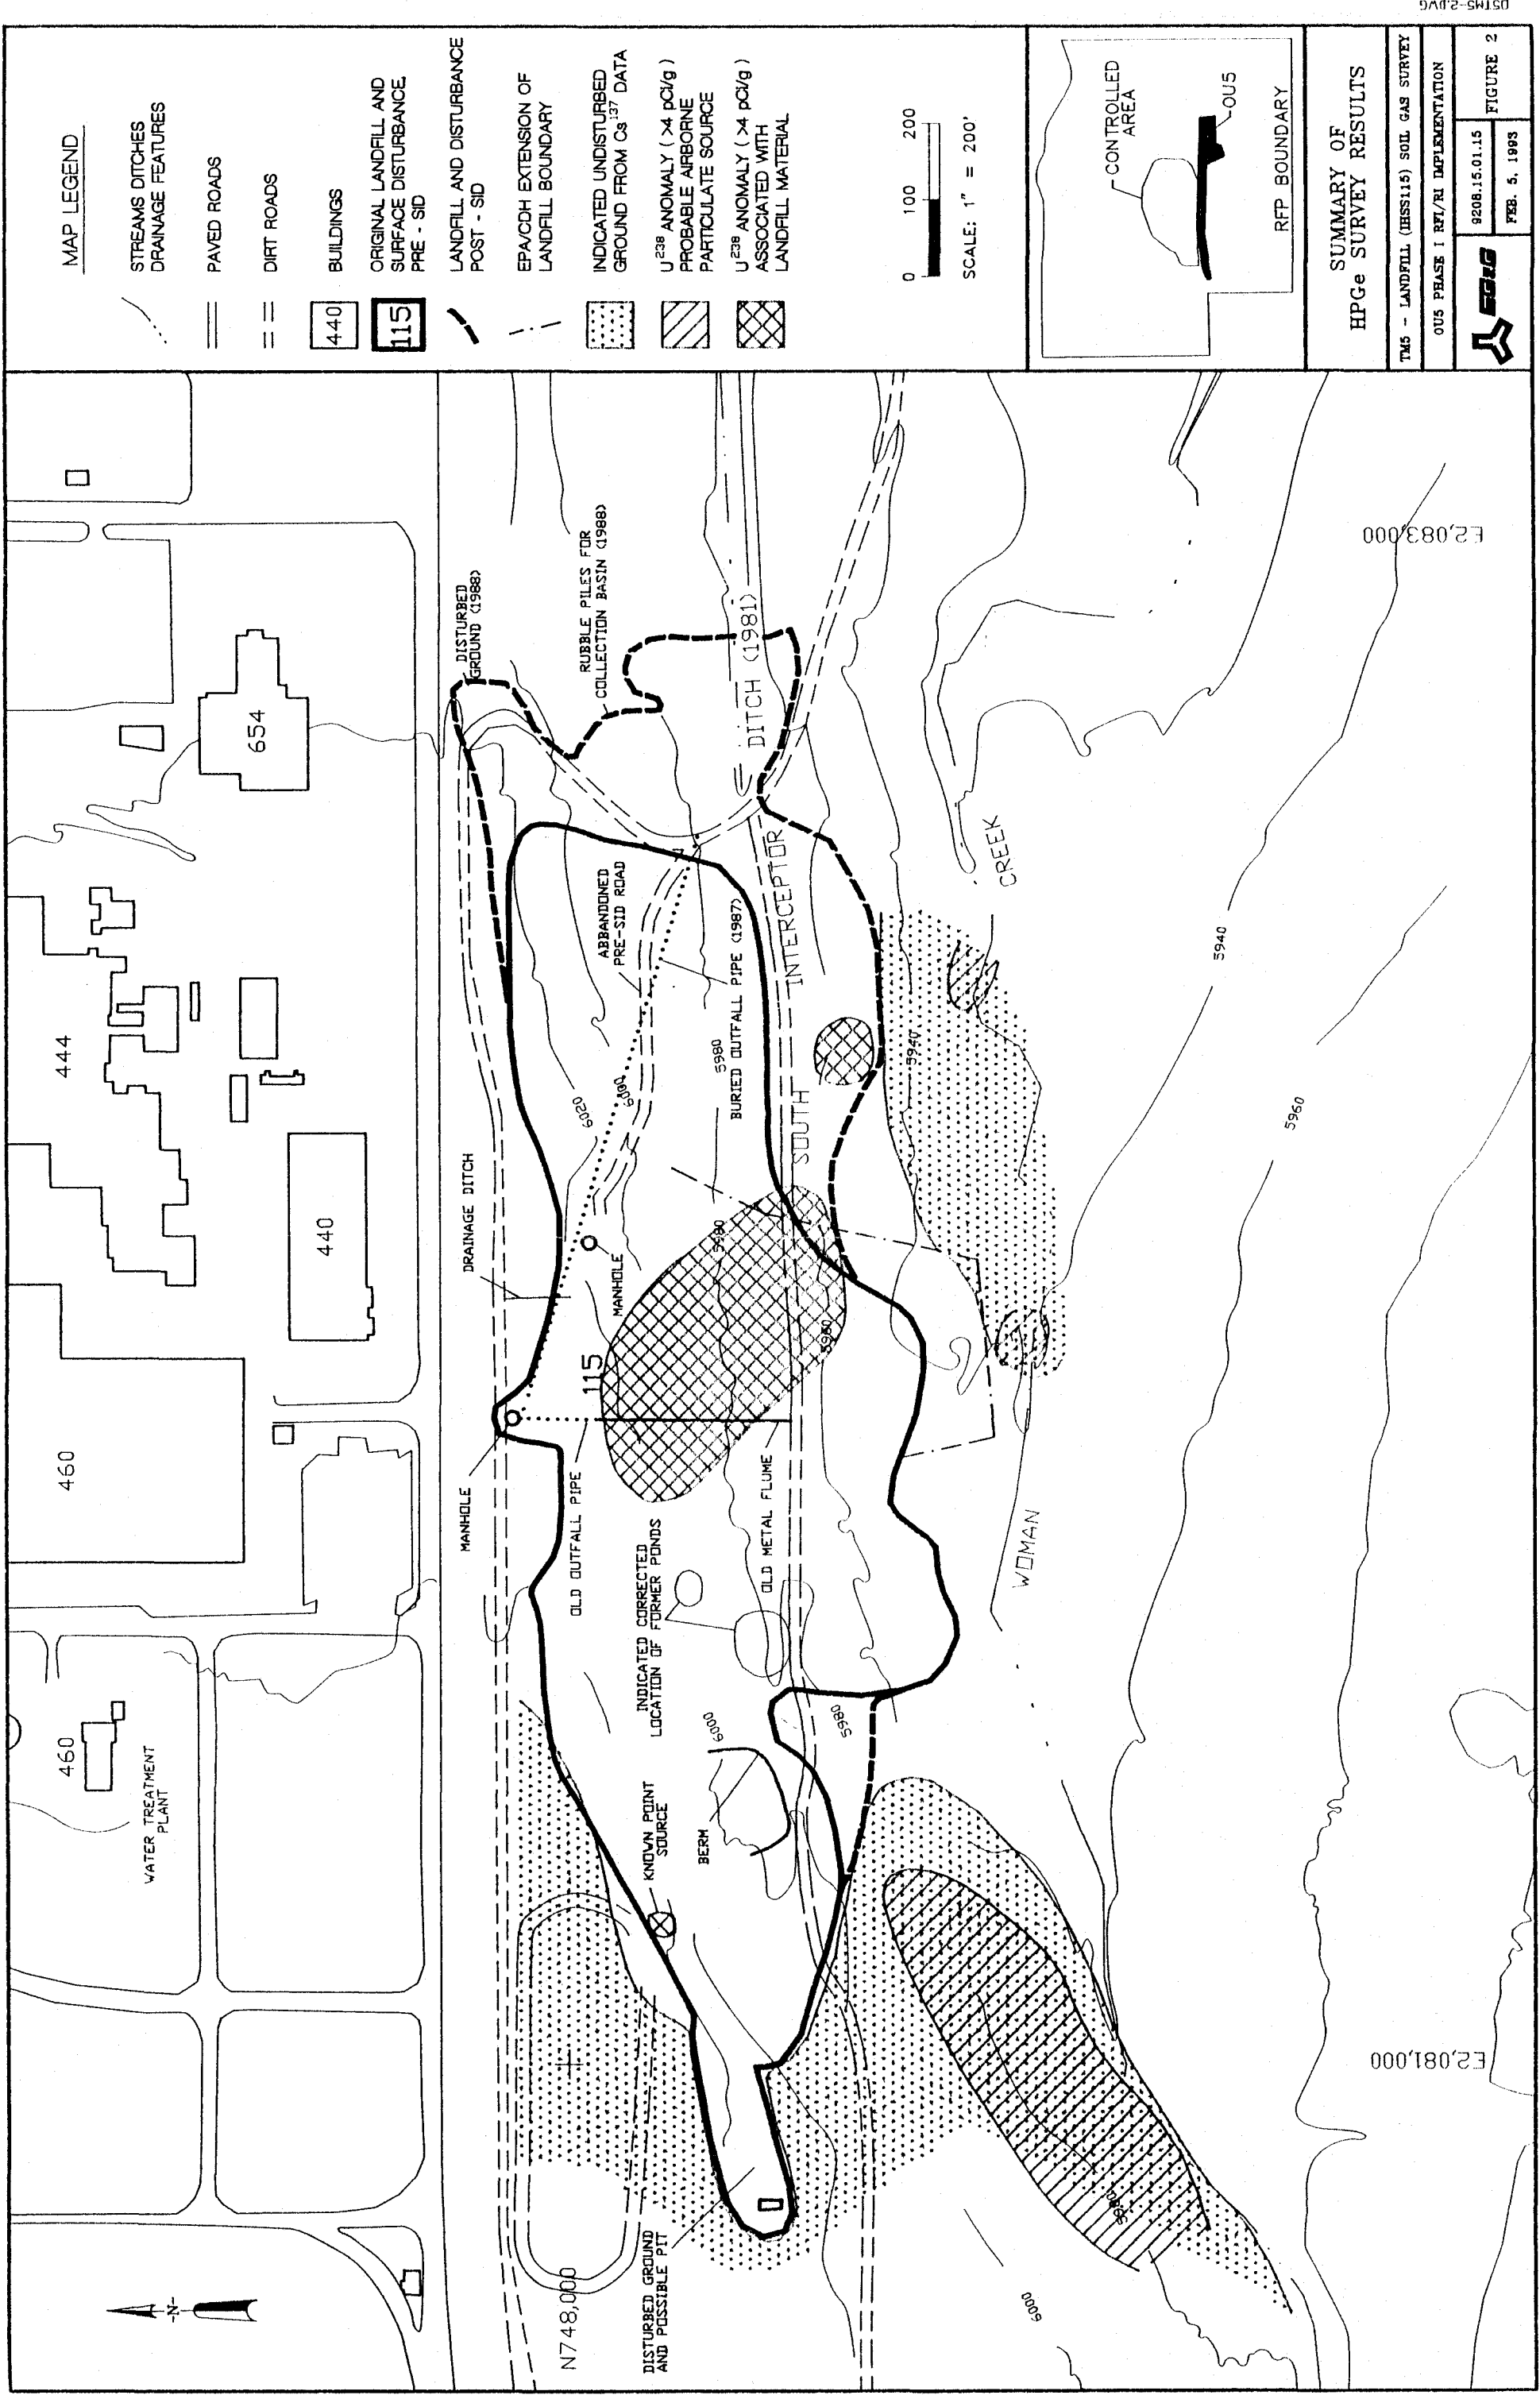 MAP LEGEND
STREAMS DITCHES
DRAINAGE FEATURES
PAVED ROADS
DIRT ROADS
440
BUILDINGS
115
ORIGINAL LANDFILL AND
SURFACE DISTURBANCE,
PRE - SID
LANDFILL AND DISTURBANCE
POST - SID
EPA/CDH EXTENSION OF
LANDFILL BOUNDARY
INDICATED UNDISTURBED
GROUND FROM Cs137 DATA
U238 ANOMALY ( >4 pCi/g )
PROBABLE AIRBORNE
PARTICULATE SOURCE
U238 ANOMALY ( >4 pCi/g )
ASSOCIATED WITH
LANDFILL MATERIAL
0 100 200
SCALE: 1" = 200'
CONTROLLED
AREA
OU5
RFP BOUNDARY
SUMMARY OF
HPGe SURVEY RESULTS
TM5 - LANDFILL (IHSS115) SOIL GAS SURVEY
OU5 PHASE I RFI/RI IMPLEMENTATION
EG&G
9208.15.01.15
FEB. 5, 1993
FIGURE 2
D5TM5-2.DWG
-N-
460
WATER TREATMENT
PLANT
460
440
444
654
N748,000
DISTURBED GROUND
AND POSSIBLE PIT
KNOWN POINT
SOURCE
BERM
6000
5980
INDICATED CORRECTED
LOCATION OF FORMER PONDS
MANHOLE
OLD OUTFALL PIPE
OLD METAL FLUME
115
DRAINAGE DITCH
MANHOLE
6020
6000
5980
5980
5960
BURIED OUTFALL PIPE (1987)
ABBANDONED
PRE-SID ROAD
DISTURBED
GROUND (1988)
RUBBLE PILES FOR
COLLECTION BASIN (1988)
SOUTH INTERCEPTOR DITCH (1981)
5940
WOMAN CREEK
5940
5960
6000
E2,081,000
E2,083,000